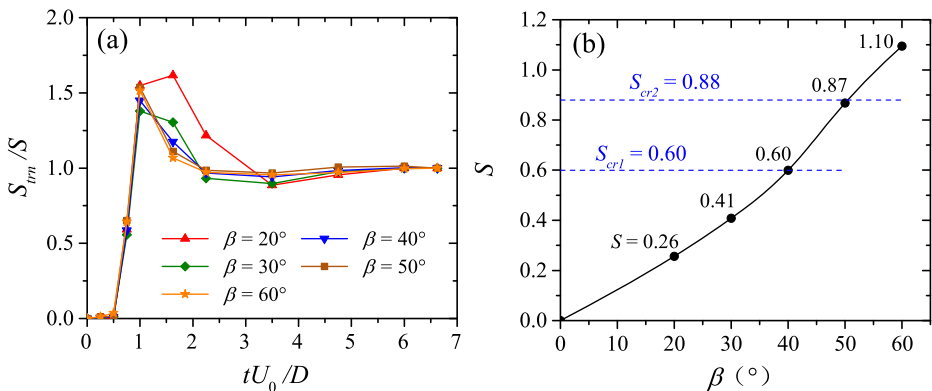 (a)
2.0
1.5
1.0
0.5
0.0
S_trn/S
β = 20° β = 40°
β = 30° β = 50°
β = 60°
0 1 2 3 4 5 6 7
tU_0/D
(b)
1.2
1.0
0.8
0.6
0.4
0.2
0.0
S
1.10
S_cr2 = 0.88
0.87
S_cr1 = 0.60
0.60
0.41
S = 0.26
0 10 20 30 40 50 60
β (°)